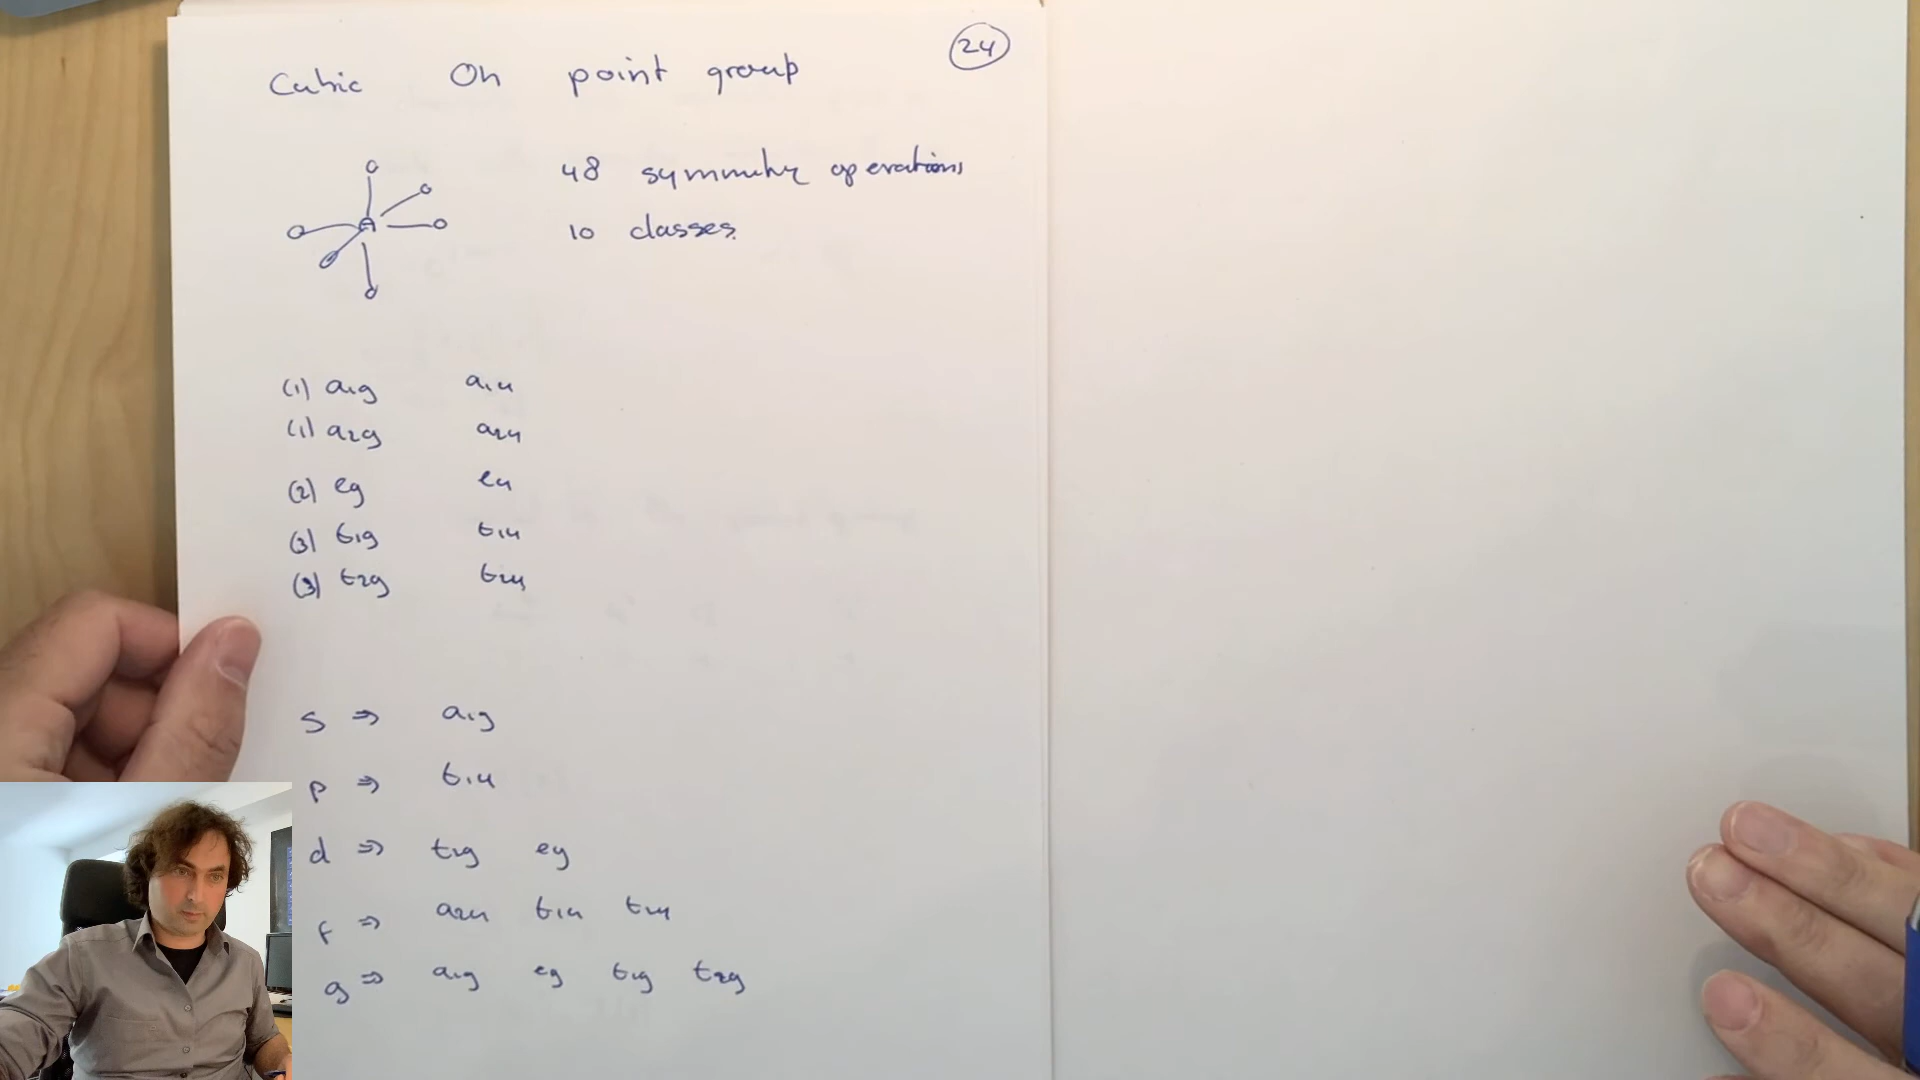 24
Cubic Oh point group
48 symmetry operations
10 classes.
(1) a1g a1u
(1) a2g a2u
(2) eg eu
(3) t1g t1u
(3) t2g t2u
s ⇒ a1g
p ⇒ t1u
d ⇒ t2g eg
f ⇒ a2u t1u t2u
g ⇒ a1g eg t1g t2g